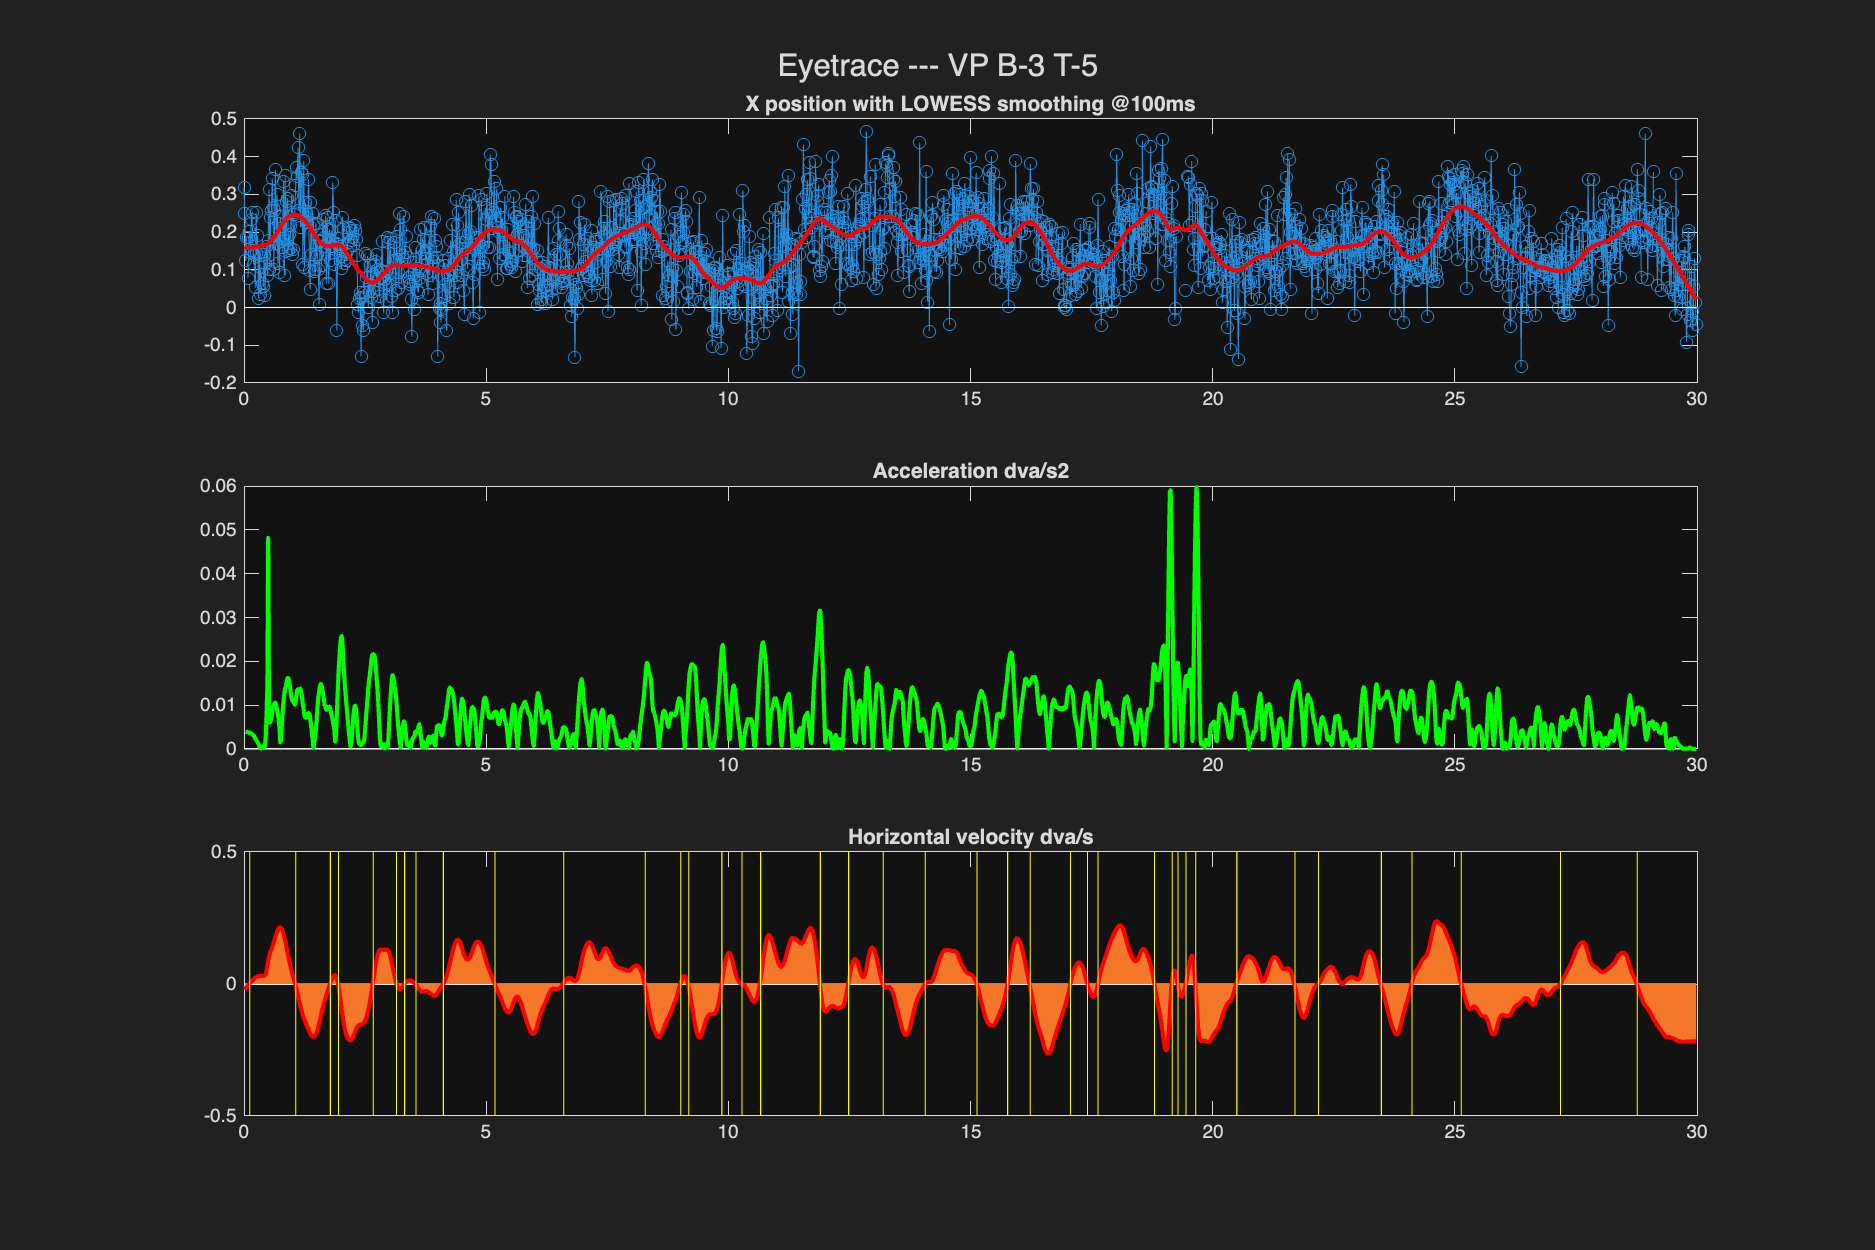 Eyetrace --- VP B-3 T-5
X position with LOWESS smoothing @100ms
0.5
0.4
0.3
0.2
0.1
0
-0.1
-0.2
0 5 10 15 20 25 30
Acceleration dva/s2
0.06
0.05
0.04
0.03
0.02
0.01
0
0 5 10 15 20 25 30
Horizontal velocity dva/s
0.5
0
-0.5
0 5 10 15 20 25 30